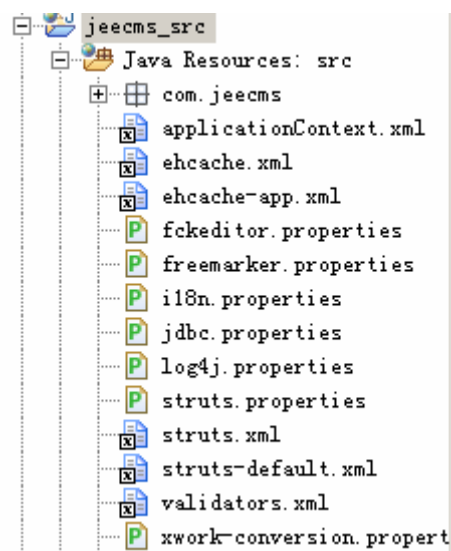 jeecms_src
Java Resources: src
com.jeecms
applicationContext.xml
ehcache.xml
ehcache-app.xml
fckeditor.properties
freemarker.properties
i18n.properties
jdbc.properties
log4j.properties
struts.properties
struts.xml
struts-default.xml
validators.xml
xwork-conversion.propert